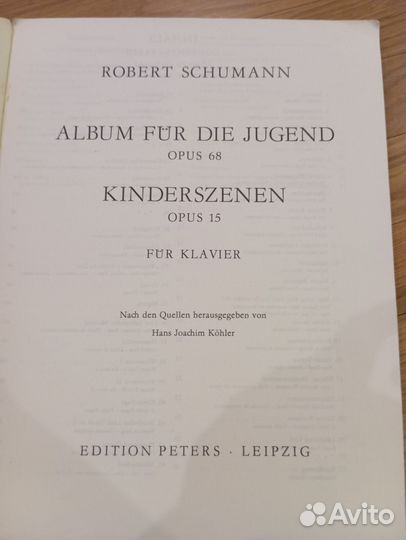 ROBERT SCHUMANN
ALBUM FÜR DIE JUGEND
OPUS 68
KINDERSZENEN
OPUS 15
FÜR KLAVIER
Nach den Quellen herausgegeben von
Hans Joachim Köhler
EDITION PETERS · LEIPZIG
Avito